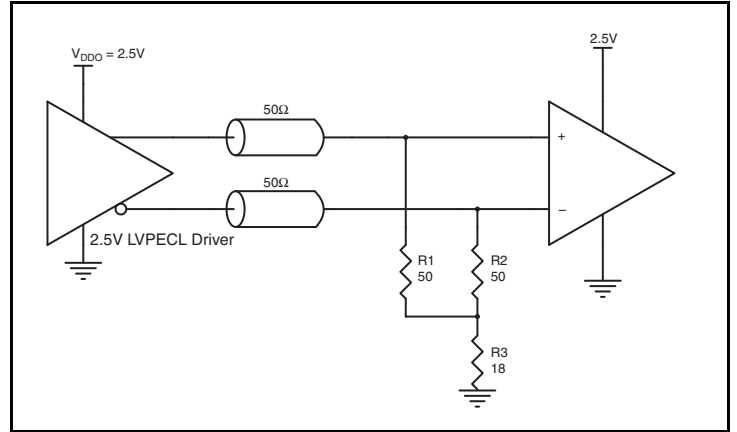 V_DDO = 2.5V
2.5V
50Ω
+
50Ω
−
2.5V LVPECL Driver
R1
50
R2
50
R3
18